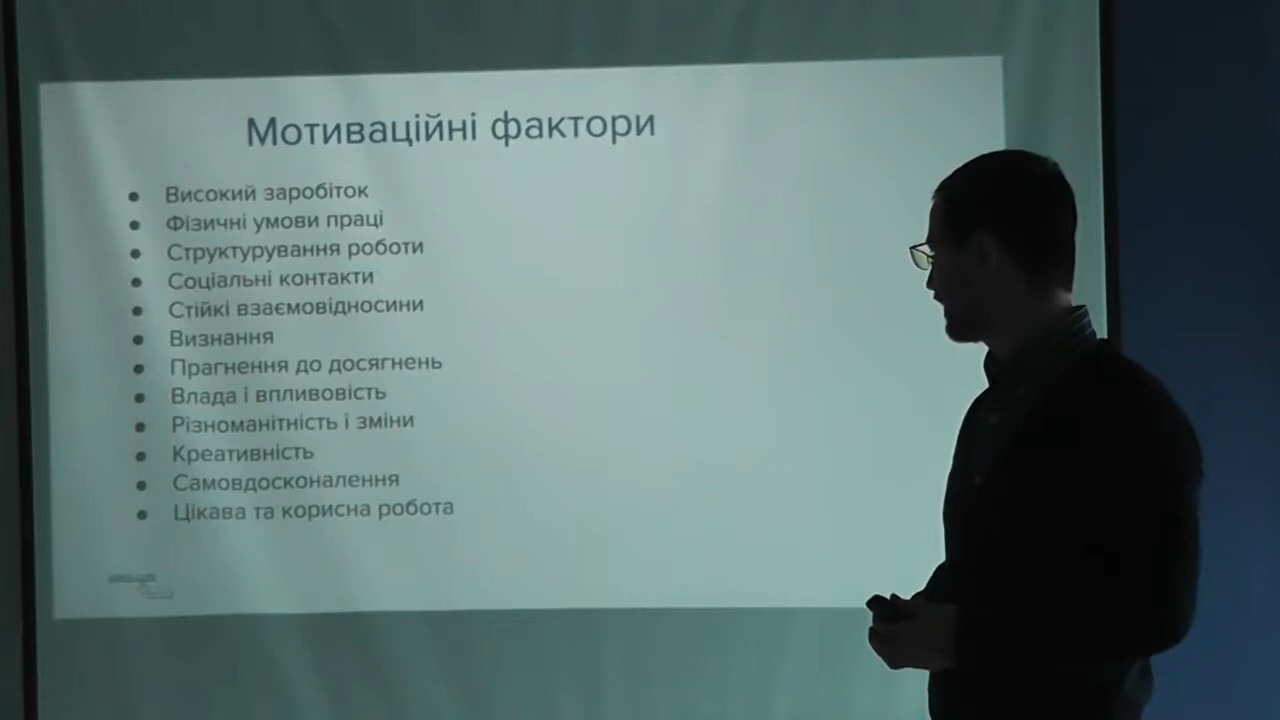 Мотиваційні фактори
● Високий заробіток
● Фізичні умови праці
● Структурування роботи
● Соціальні контакти
● Стійкі взаємовідносини
● Визнання
● Прагнення до досягнень
● Влада і впливовість
● Різноманітність і зміни
● Креативність
● Самовдосконалення
● Цікава та корисна робота